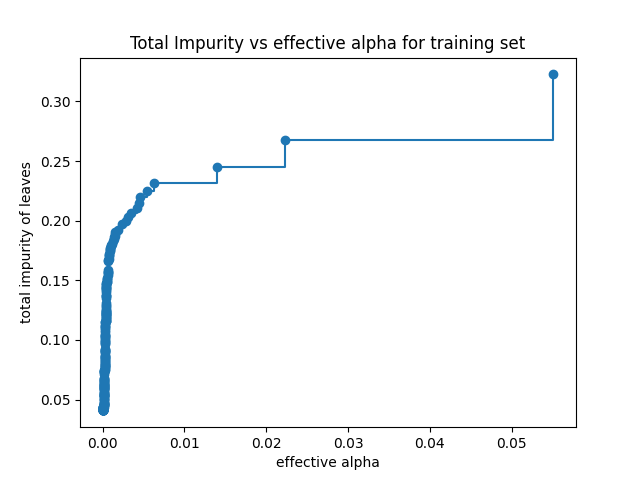 Total Impurity vs effective alpha for training set
total impurity of leaves
0.30
0.25
0.20
0.15
0.10
0.05
0.00 0.01 0.02 0.03 0.04 0.05
effective alpha